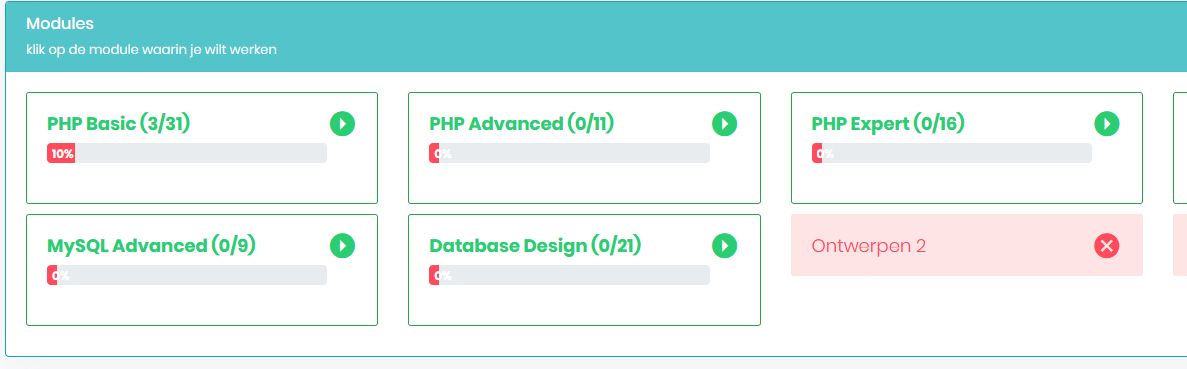 Modules
klik op de module waarin je wilt werken
PHP Basic (3/31)
10%
PHP Advanced (0/11)
0%
PHP Expert (0/16)
0%
MySQL Advanced (0/9)
0%
Database Design (0/21)
0%
Ontwerpen 2